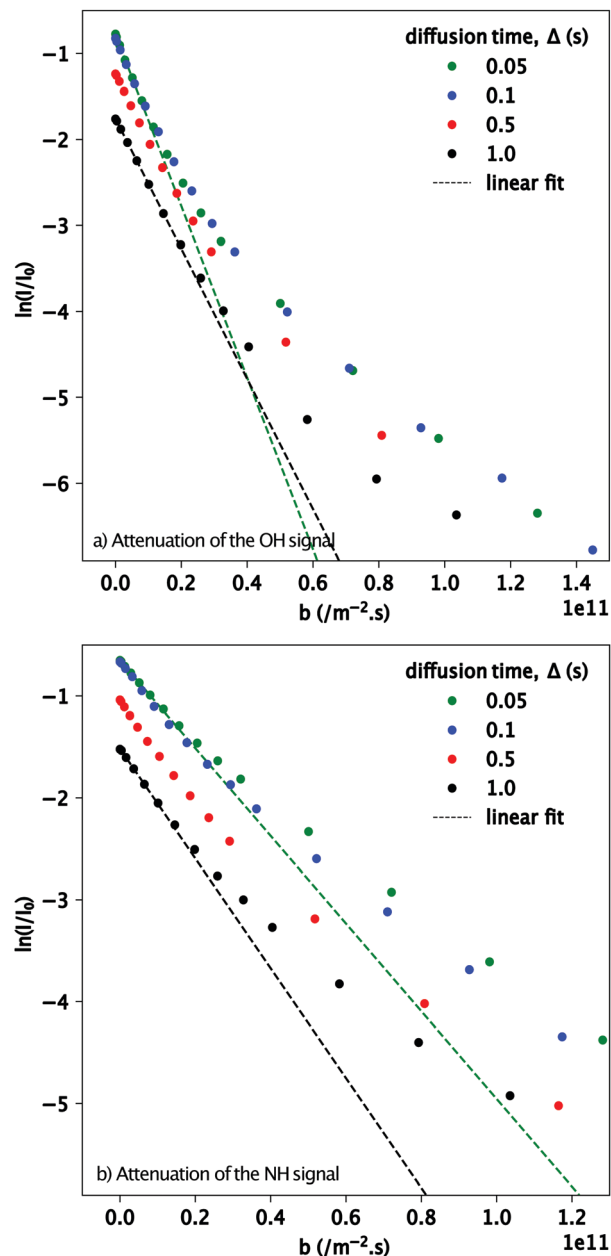 diffusion time, Δ (s)
0.05
0.1
0.5
1.0
linear fit
−1
−2
−3
−4
−5
−6
ln(I/I₀)
a) Attenuation of the OH signal
0.0 0.2 0.4 0.6 0.8 1.0 1.2 1.4
1e11
b (/m⁻².s)
diffusion time, Δ (s)
0.05
0.1
0.5
1.0
linear fit
−1
−2
−3
−4
−5
ln(I/I₀)
b) Attenuation of the NH signal
0.0 0.2 0.4 0.6 0.8 1.0 1.2
1e11
b (/m⁻².s)